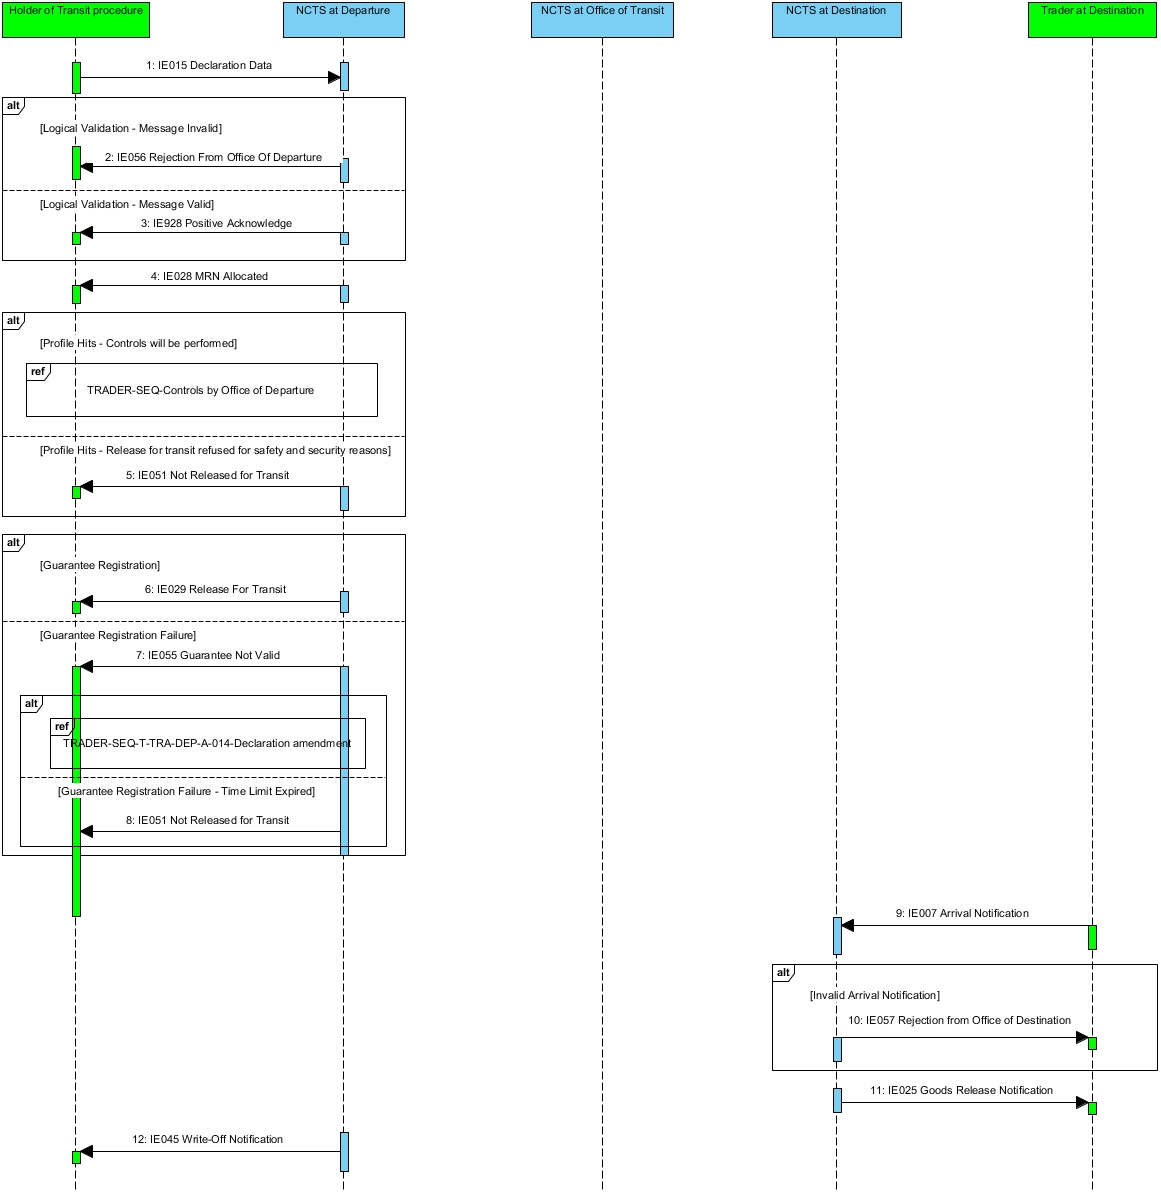 Holder of Transit procedure
NCTS at Departure
NCTS at Office of Transit
NCTS at Destination
Trader at Destination
1: IE015 Declaration Data
alt
[Logical Validation - Message Invalid]
2: IE056 Rejection From Office Of Departure
[Logical Validation - Message Valid]
3: IE928 Positive Acknowledge
4: IE028 MRN Allocated
alt
[Profile Hits - Controls will be performed]
ref
TRADER-SEQ-Controls by Office of Departure
[Profile Hits - Release for transit refused for safety and security reasons]
5: IE051 Not Released for Transit
alt
[Guarantee Registration]
6: IE029 Release For Transit
[Guarantee Registration Failure]
7: IE055 Guarantee Not Valid
alt
ref
TRADER-SEQ-T-TRA-DEP-A-014-Declaration amendment
[Guarantee Registration Failure - Time Limit Expired]
8: IE051 Not Released for Transit
9: IE007 Arrival Notification
alt
[Invalid Arrival Notification]
10: IE057 Rejection from Office of Destination
11: IE025 Goods Release Notification
12: IE045 Write-Off Notification